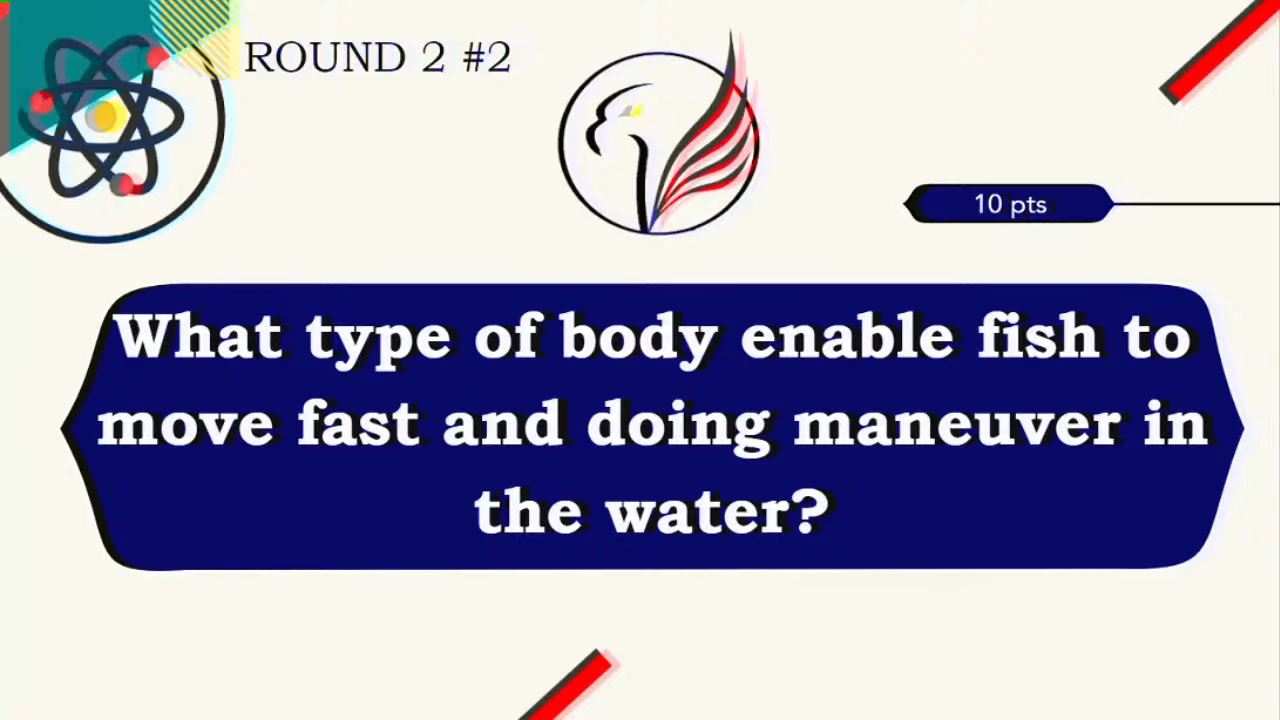 ROUND 2 #2
10 pts
What type of body enable fish to
move fast and doing maneuver in
the water?